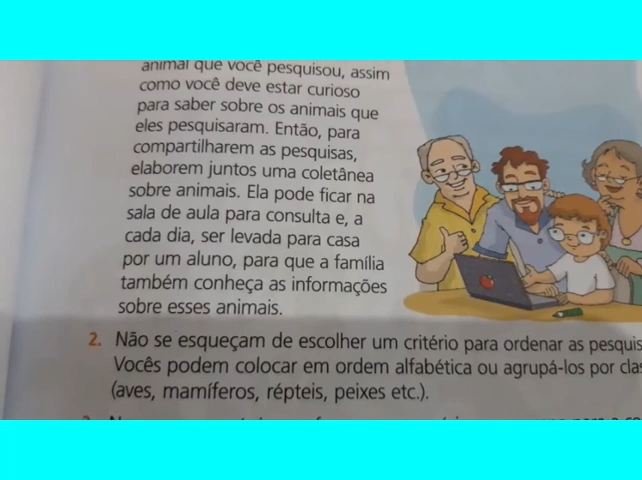 animal que você pesquisou, assim
como você deve estar curioso
para saber sobre os animais que
eles pesquisaram. Então, para
compartilharem as pesquisas,
elaborem juntos uma coletânea
sobre animais. Ela pode ficar na
sala de aula para consulta e, a
cada dia, ser levada para casa
por um aluno, para que a família
também conheça as informações
sobre esses animais.
2. Não se esqueçam de escolher um critério para ordenar as pesquis
Vocês podem colocar em ordem alfabética ou agrupá-los por clas
(aves, mamíferos, répteis, peixes etc.).